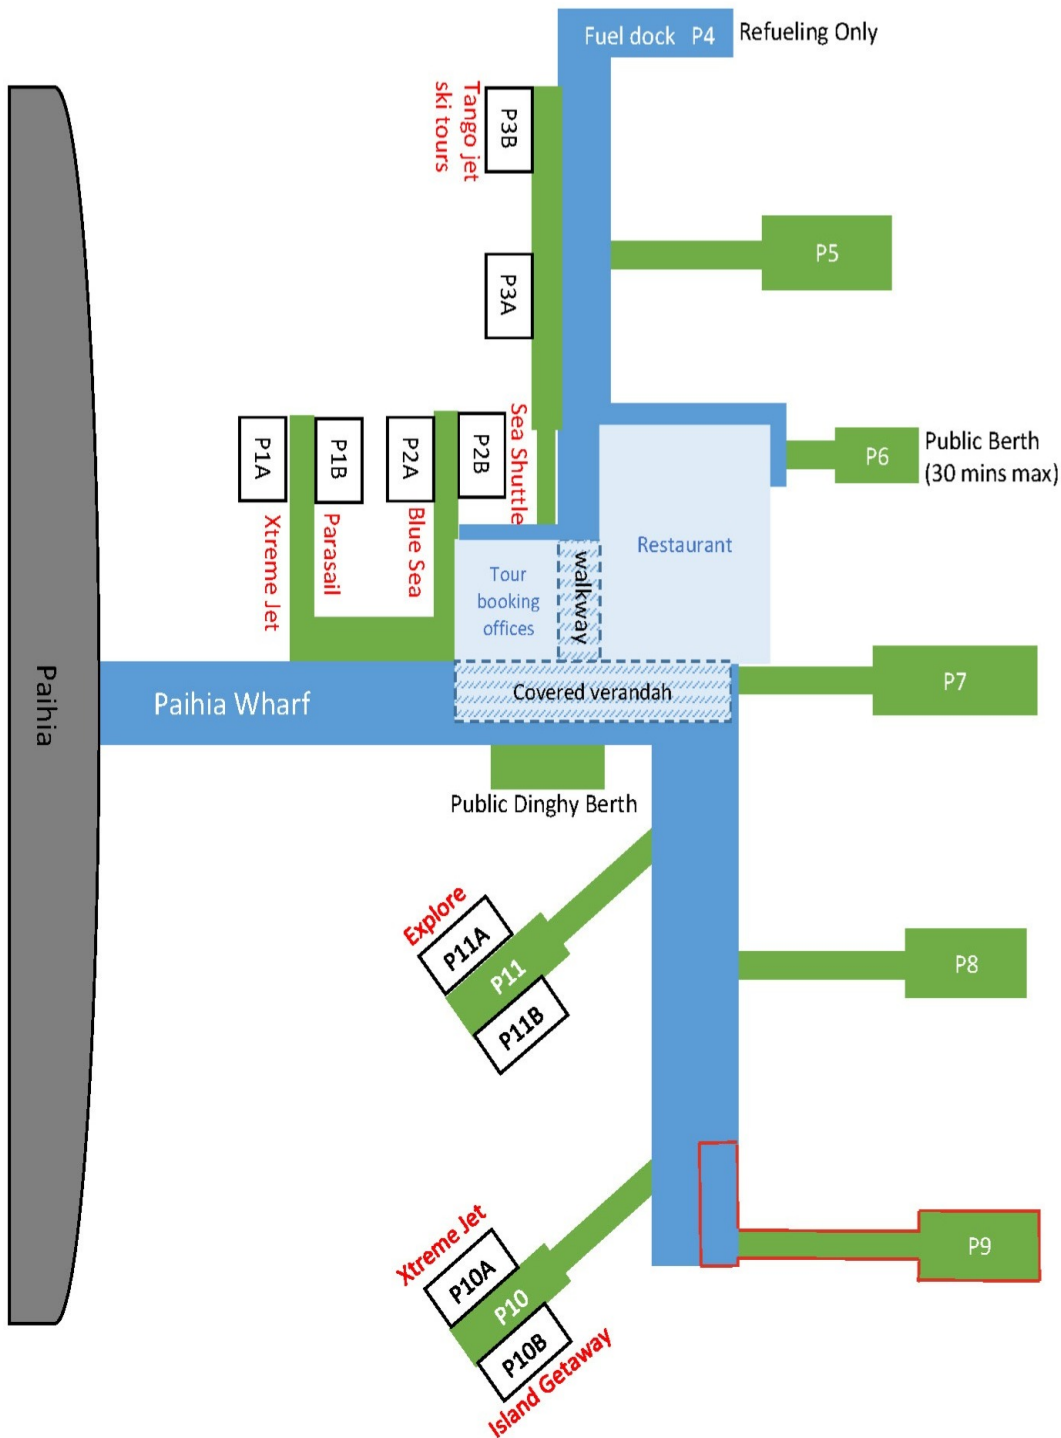 Fuel dock P4
Refueling Only
Tango jet
ski tours
P3B
P5
P3A
Sea Shuttle
P1A
P1B
P2A
P2B
P6
Public Berth
(30 mins max)
Xtreme Jet
Parasail
Blue Sea
Tour
booking
offices
walkway
Restaurant
Paihia
Paihia Wharf
Covered verandah
P7
Public Dinghy Berth
Explore
P11A
P11
P11B
P8
Xtreme Jet
P10A
P10
P10B
Island Getaway
P9